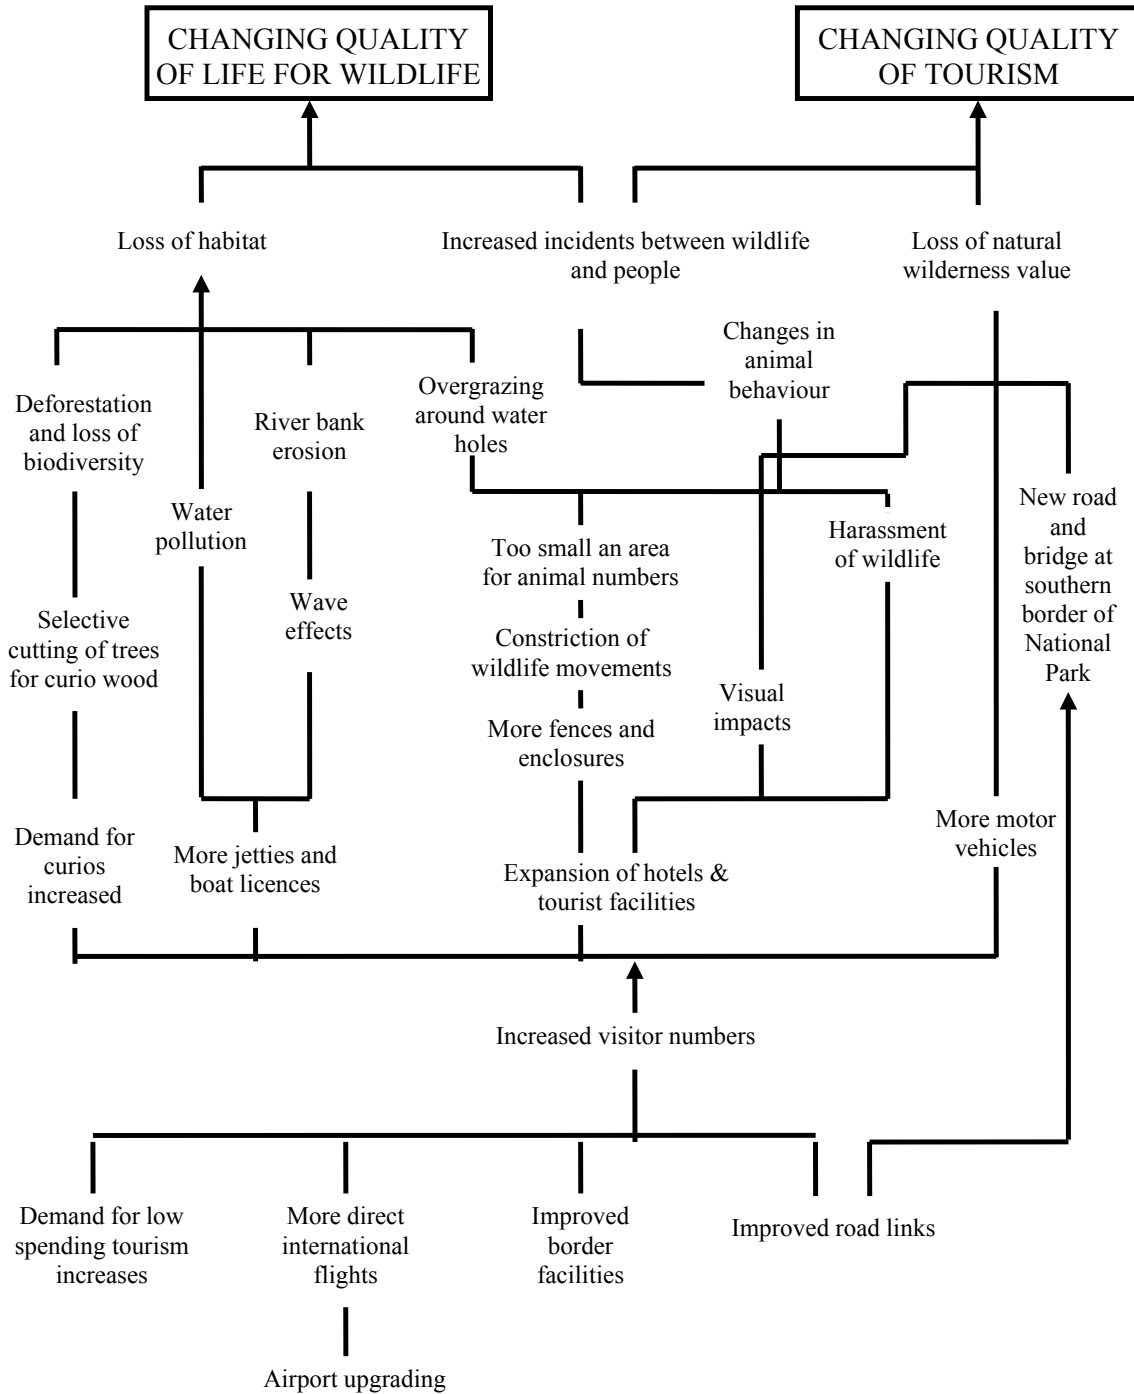 CHANGING QUALITY
OF LIFE FOR WILDLIFE
CHANGING QUALITY
OF TOURISM
Loss of habitat
Increased incidents between wildlife
and people
Loss of natural
wilderness value
Changes in
animal
behaviour
Deforestation
and loss of
biodiversity
River bank
erosion
Overgrazing
around water
holes
Water
pollution
Too small an area
for animal numbers
Harassment
of wildlife
New road
and
bridge at
southern
border of
National
Park
Selective
cutting of trees
for curio wood
Wave
effects
Constriction of
wildlife movements
Visual
impacts
More fences and
enclosures
Demand for
curios
increased
More jetties and
boat licences
Expansion of hotels &
tourist facilities
More motor
vehicles
Increased visitor numbers
Demand for low
spending tourism
increases
More direct
international
flights
Improved
border
facilities
Improved road links
Airport upgrading